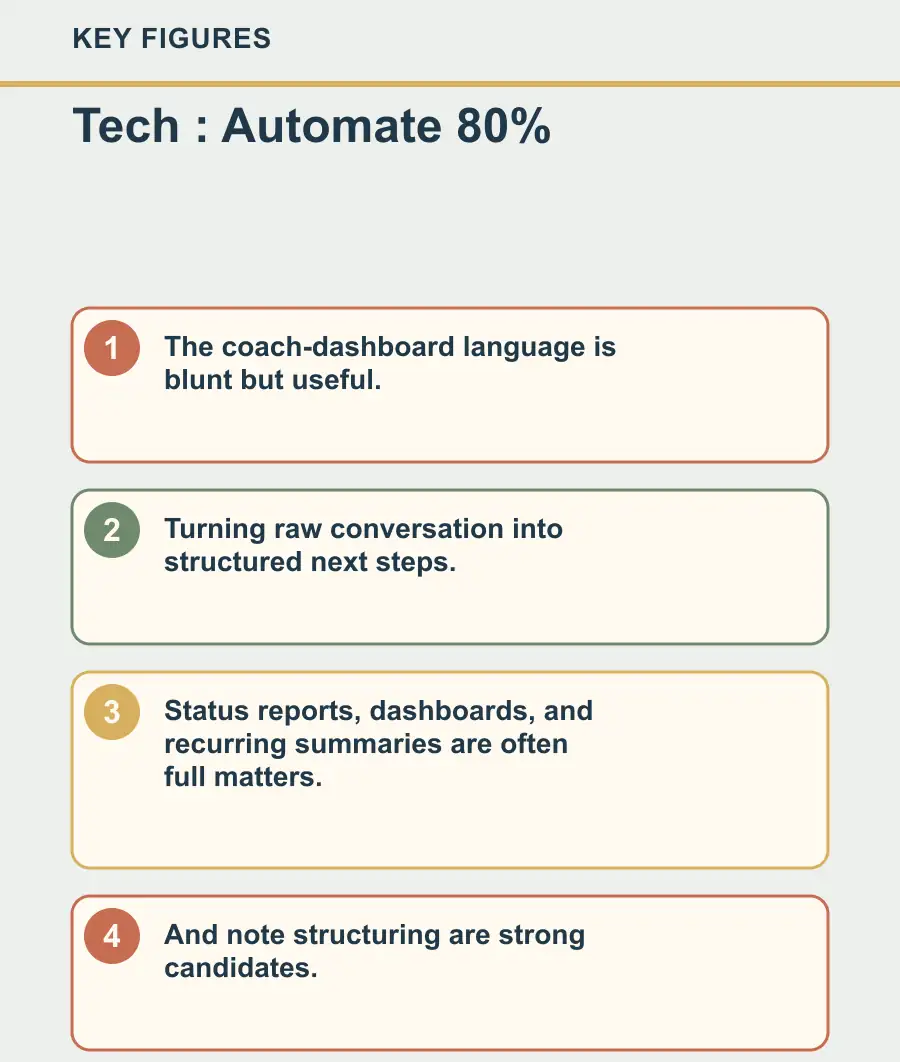 KEY FIGURES
Tech : Automate 80%
1
The coach-dashboard language is
blunt but useful.
2
Turning raw conversation into
structured next steps.
3
Status reports, dashboards, and
recurring summaries are often
full matters.
4
And note structuring are strong
candidates.